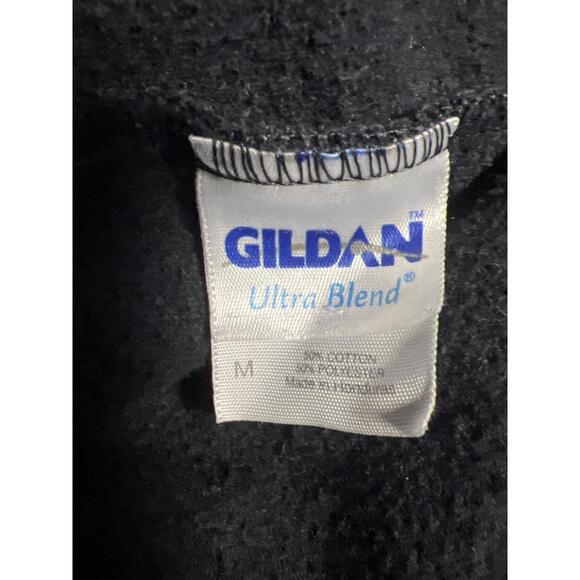 GILDAN™
Ultra Blend®
M
50% COTTON
50% POLYESTER
Made in Honduras